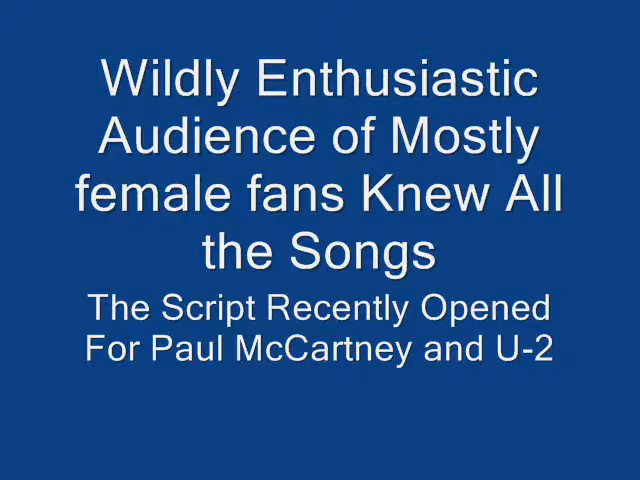 Wildly Enthusiastic
Audience of Mostly
female fans Knew All
the Songs
The Script Recently Opened
For Paul McCartney and U-2